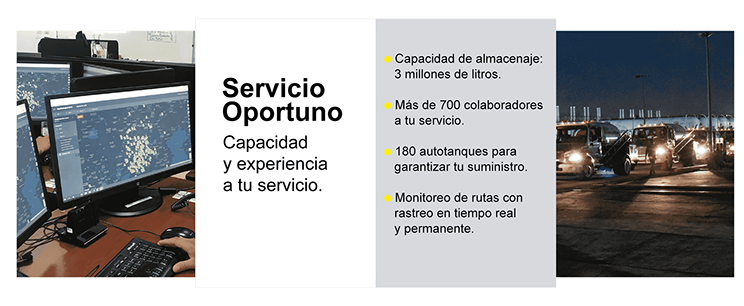 Servicio
Oportuno
Capacidad
y experiencia
a tu servicio.
Capacidad de almacenaje:
3 millones de litros.
Más de 700 colaboradores
a tu servicio.
180 autotanques para
garantizar tu suministro.
Monitoreo de rutas con
rastreo en tiempo real
y permanente.